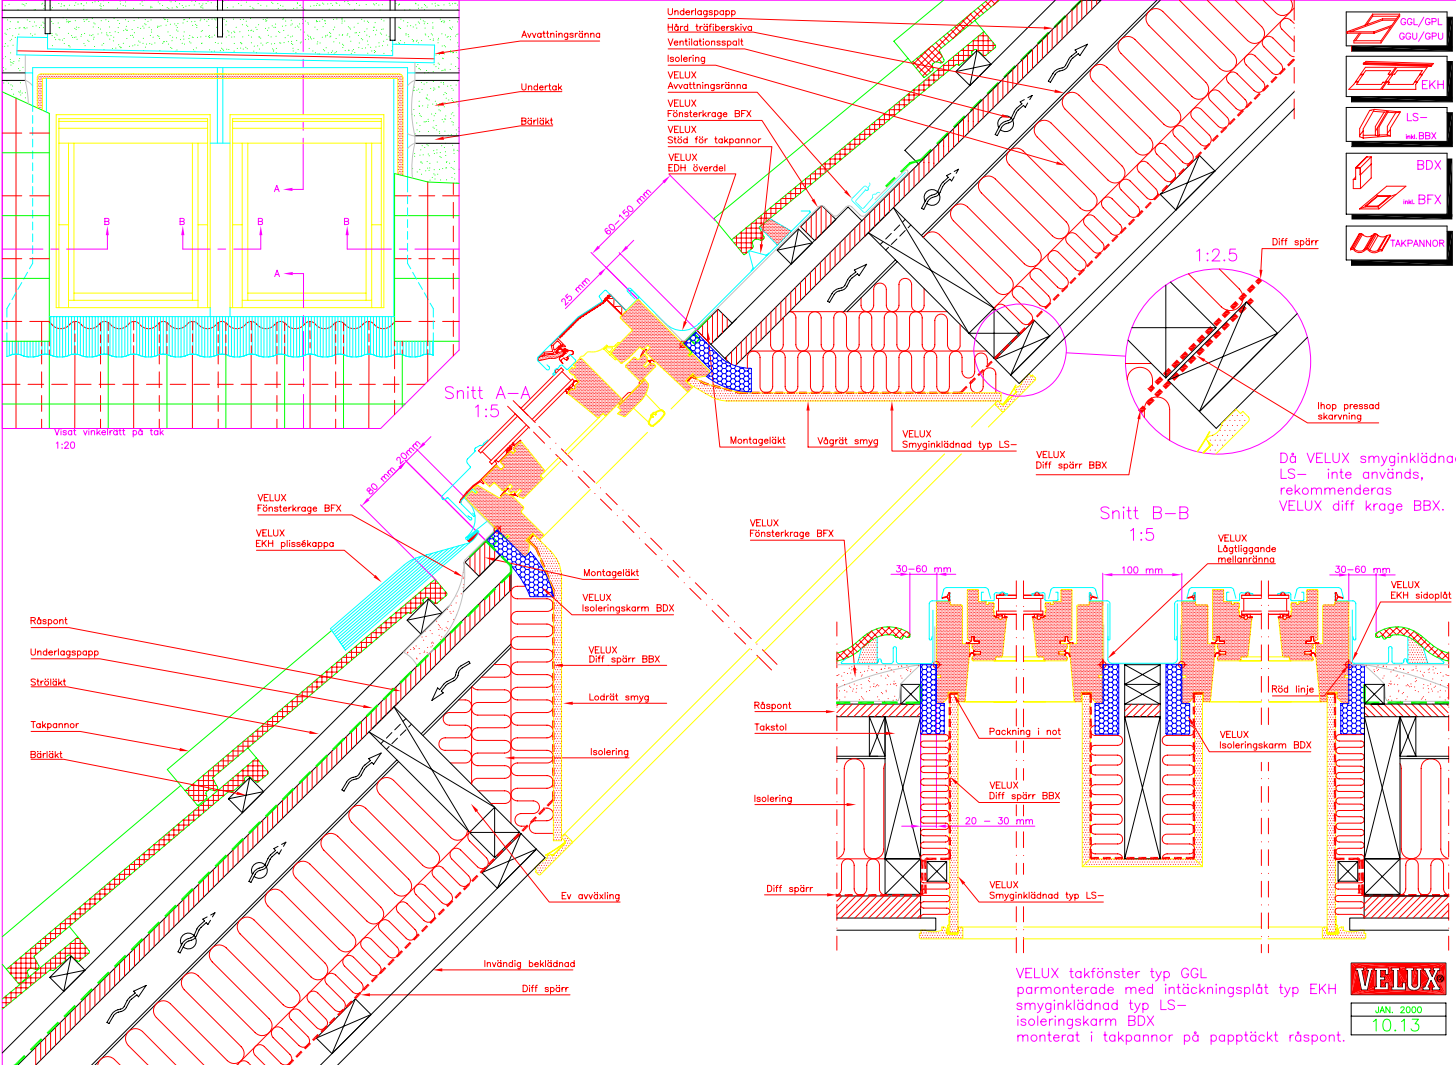 Avvattningsränna
Undertak
Bärläkt
A
B
B
B
B
A
Visat vinkelrätt på tak
1:20
Underlagspapp
Hård träfiberskiva
Ventilationsspalt
Isolering
VELUX
Avvattningsränna
VELUX
Fönsterkrage BFX
VELUX
Stöd för takpannor
VELUX
EDH överdel
60-150 mm
25 mm
Snitt A-A
1:5
Montageläkt
Vågrät smyg
VELUX
Smyginklädnad typ LS-
GGL/GPL
GGU/GPU
EKH
LS-
inkl. BBX
BDX
inkl. BFX
TAKPANNOR
1:2.5
Diff spärr
Ihop pressad
skarvning
VELUX
Diff spärr BBX
Då VELUX smyginklädnad
LS- inte används,
rekommenderas
VELUX diff krage BBX.
80 mm
20mm
VELUX
Fönsterkrage BFX
VELUX
EKH plissékappa
Montageläkt
VELUX
Isoleringskarm BDX
VELUX
Diff spärr BBX
Lodrät smyg
Isolering
Råspont
Underlagspapp
Ströläkt
Takpannor
Bärläkt
Ev avväxling
Invändig beklädnad
Diff spärr
Snitt B-B
1:5
VELUX
Fönsterkrage BFX
30-60 mm
100 mm
VELUX
Lågtliggande
mellanränna
30-60 mm
VELUX
EKH sidoplåt
Röd linje
Råspont
Takstol
Packning i not
VELUX
Isoleringskarm BDX
VELUX
Diff spärr BBX
Isolering
20 - 30 mm
Diff spärr
VELUX
Smyginklädnad typ LS-
VELUX takfönster typ GGL
parmonterade med intäckningsplåt typ EKH
smyginklädnad typ LS-
isoleringskarm BDX
monterat i takpannor på papptäckt råspont.
VELUX
JAN. 2000
10.13